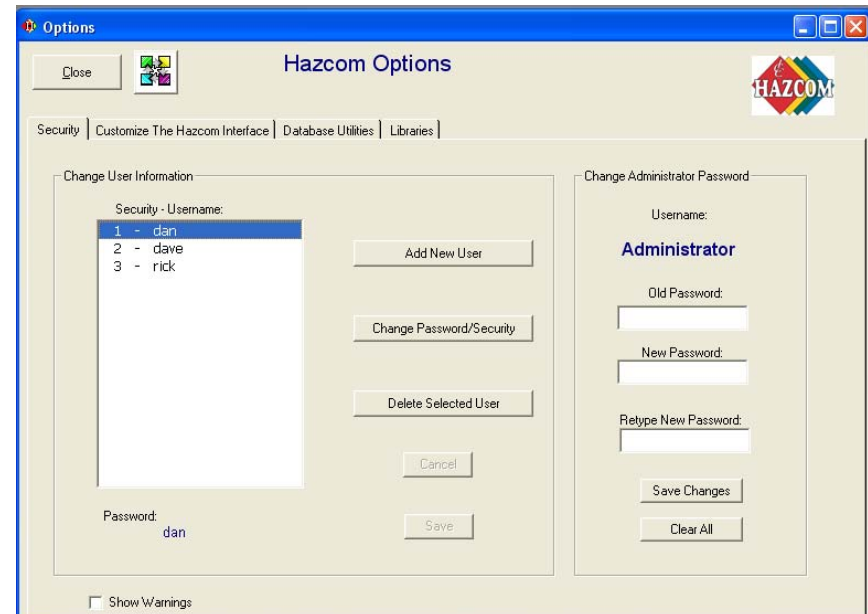 Options
Close
Hazcom Options
HAZCOM
Security
Customize The Hazcom Interface
Database Utilities
Libraries
Change User Information
Security - Username:
1 - dan
2 - dave
3 - rick
Add New User
Change Password/Security
Delete Selected User
Cancel
Save
Password:
dan
Change Administrator Password
Username:
Administrator
Old Password:
New Password:
Retype New Password:
Save Changes
Clear All
Show Warnings